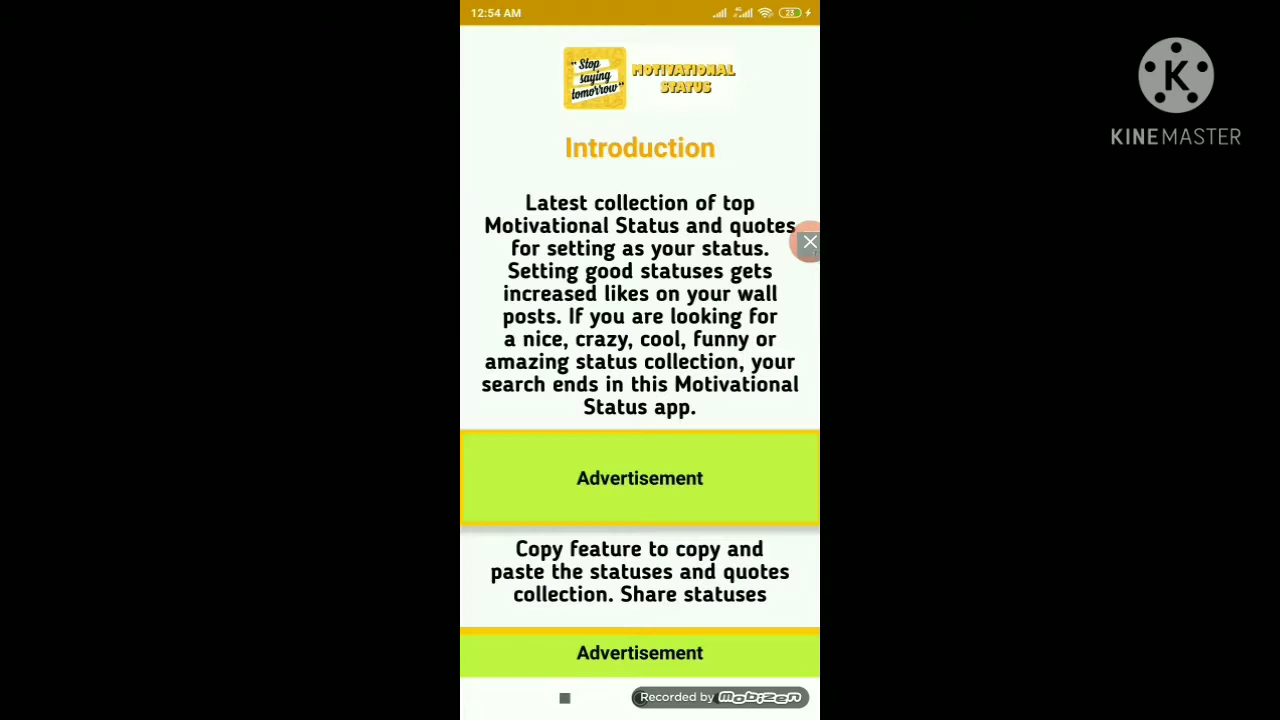 12:54 AM
4G
23
"Stop
saying
tomorrow"
MOTIVATIONAL
STATUS
K
KINEMASTER
Introduction
Latest collection of top
Motivational Status and quotes
for setting as your status.
Setting good statuses gets
increased likes on your wall
posts. If you are looking for
a nice, crazy, cool, funny or
amazing status collection, your
search ends in this Motivational
Status app.
Advertisement
Copy feature to copy and
paste the statuses and quotes
collection. Share statuses
Advertisement
Recorded by mobizen